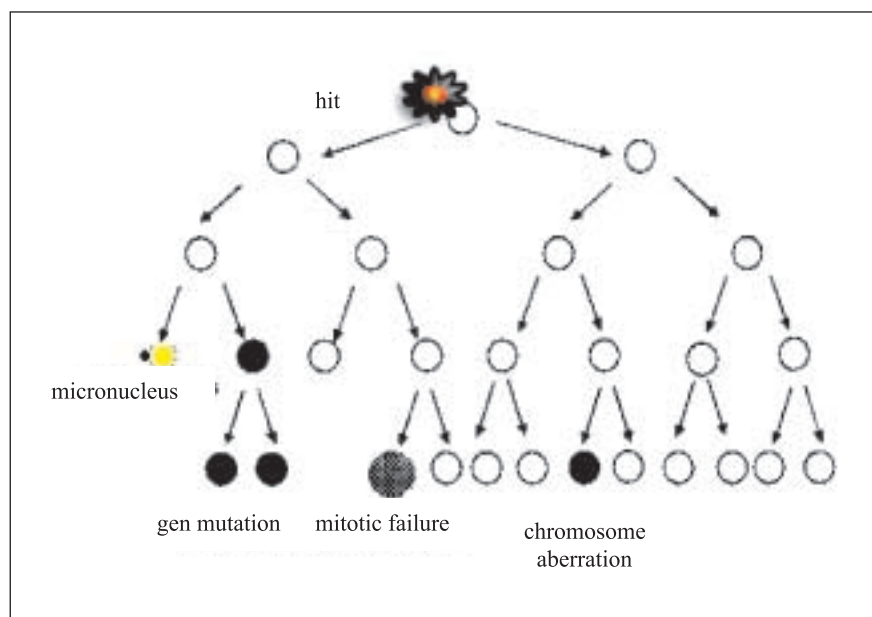 hit
micronucleus
gen mutation
mitotic failure
chromosome
aberration